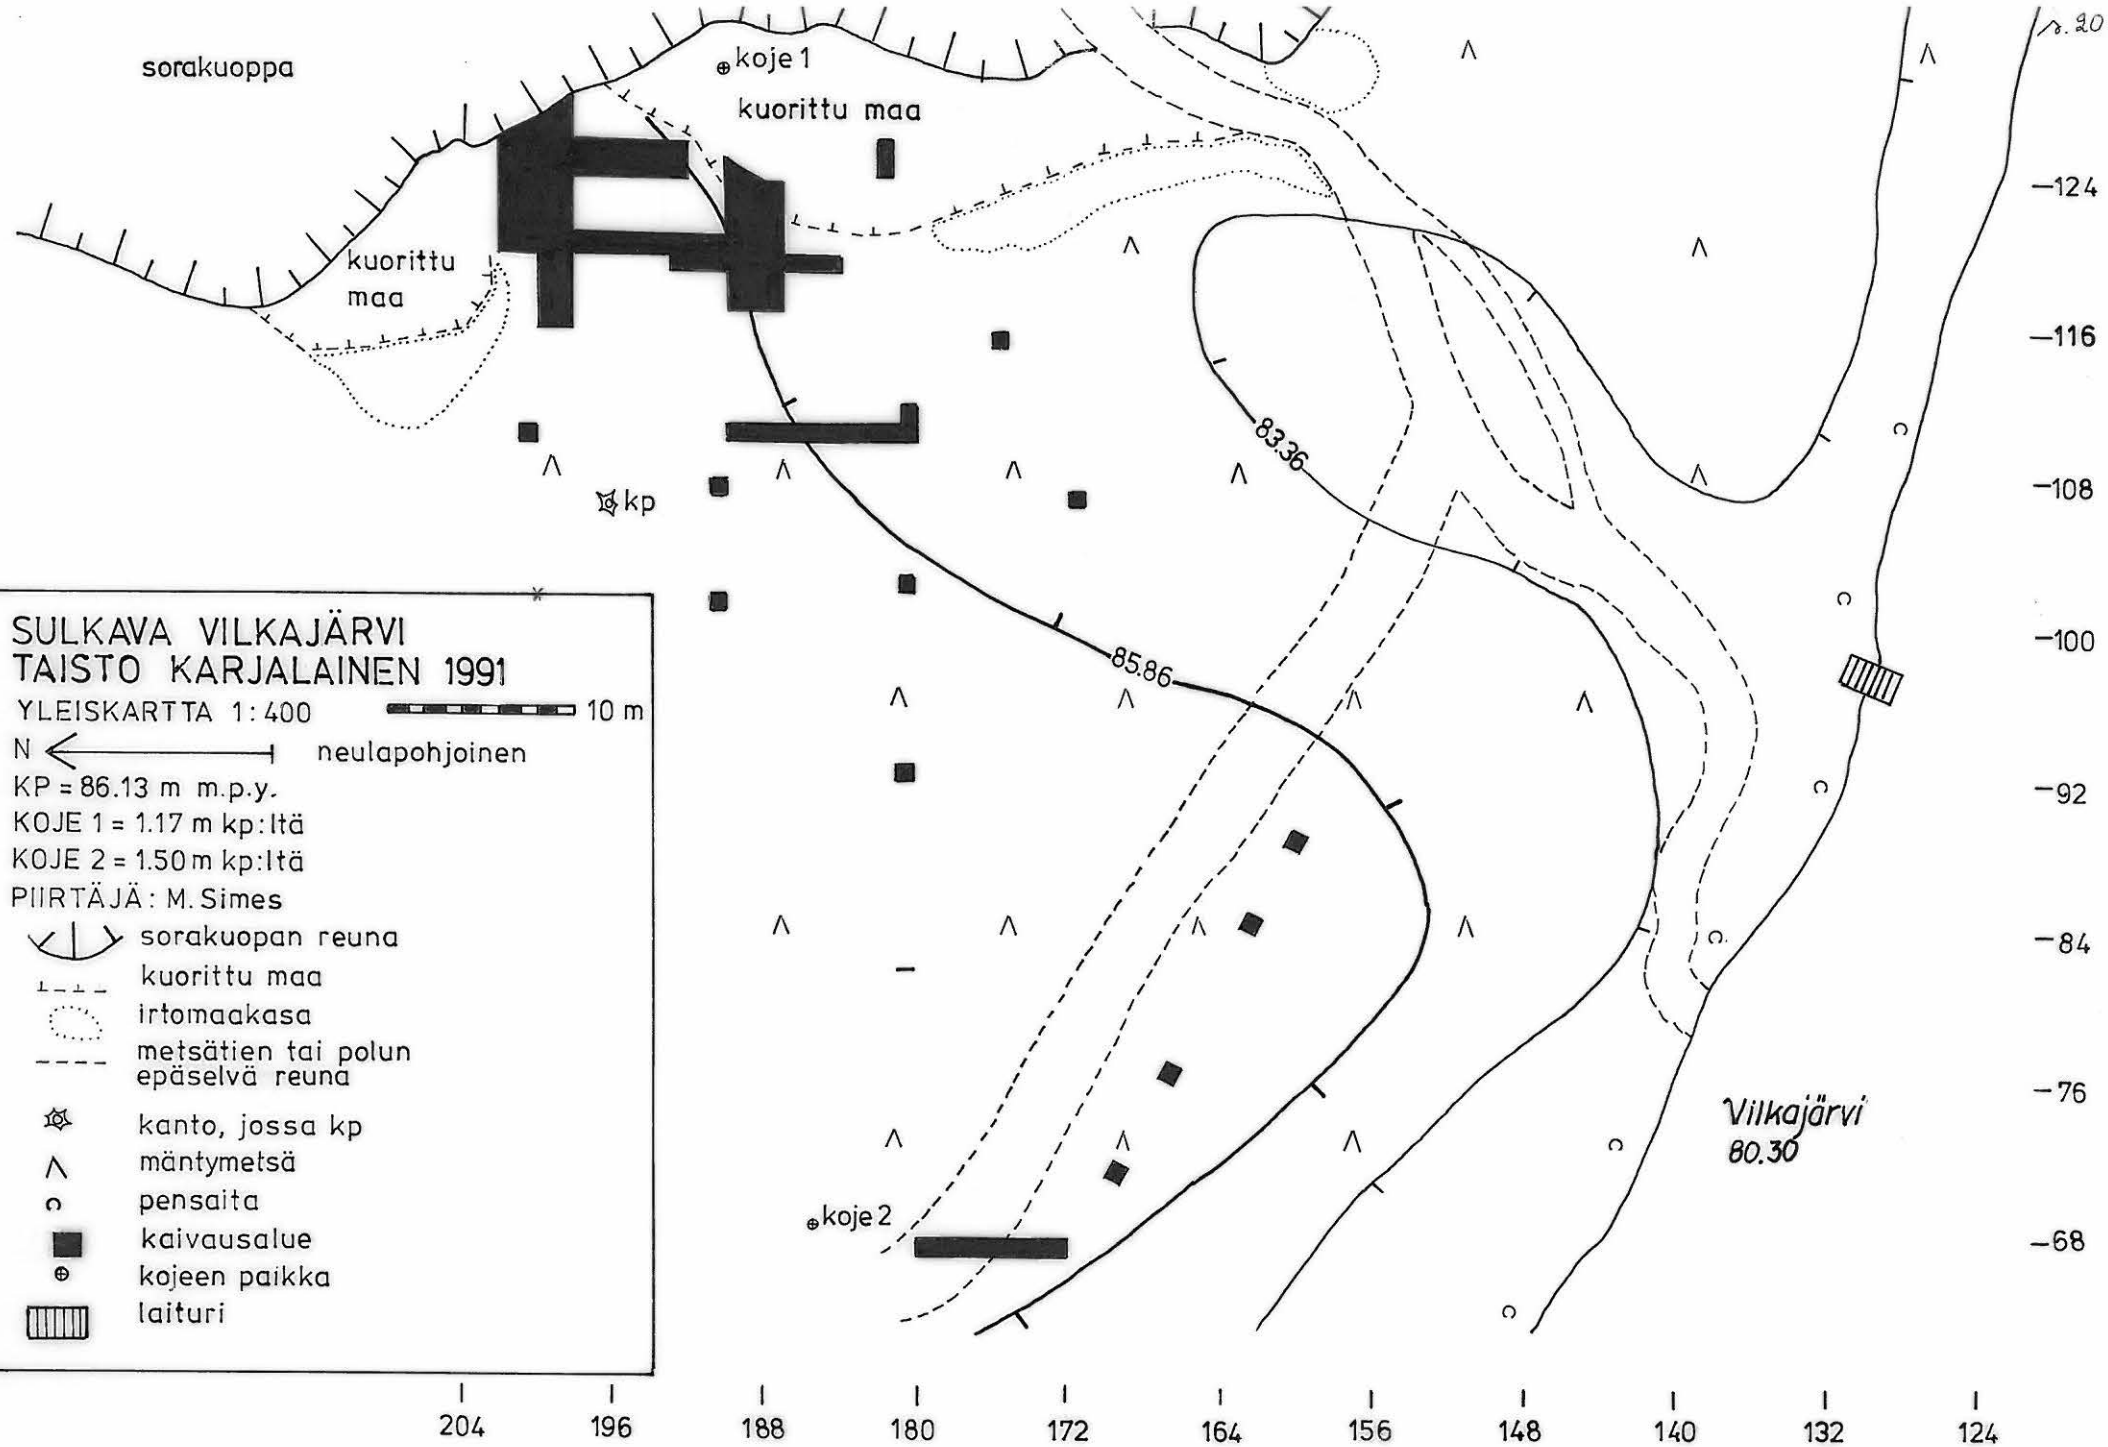 s. 20
sorakuoppa
koje 1
kuorittu maa
kuorittu
maa
kp
83.36
85.86
124
116
108
100
92
84
76
68
Vilkajärvi
80.30
koje 2
SULKAVA VILKAJÄRVI
TAISTO KARJALAINEN 1991
YLEISKARTTA 1:400 10 m
N neulapohjoinen
KP = 86.13 m m.p.y.
KOJE 1 = 1.17 m kp:ltä
KOJE 2 = 1.50 m kp:ltä
PIIRTÄJÄ: M. Simes
sorakuopan reuna
kuorittu maa
irtomaakasa
metsätien tai polun
epäselvä reuna
kanto, jossa kp
mäntymetsä
pensaita
kaivausalue
kojeen paikka
laituri
204 196 188 180 172 164 156 148 140 132 124